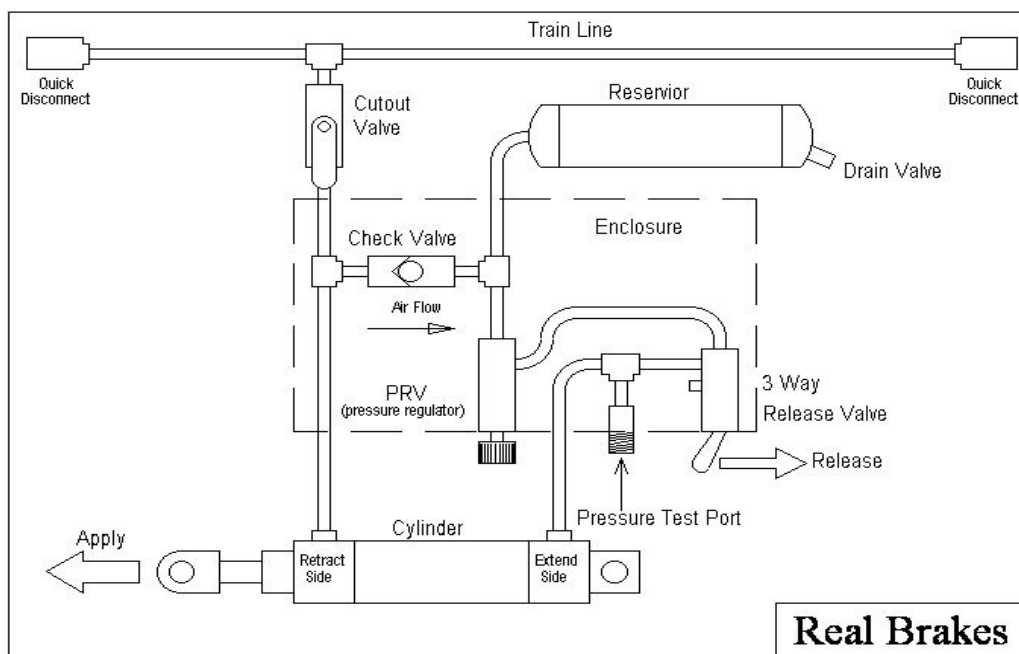 Train Line
Quick
Disconnect
Quick
Disconnect
Cutout
Valve
Reservior
Drain Valve
Enclosure
Check Valve
Air Flow
PRV
(pressure regulator)
3 Way
Release Valve
Release
Pressure Test Port
Apply
Cylinder
Retract
Side
Extend
Side
Real Brakes